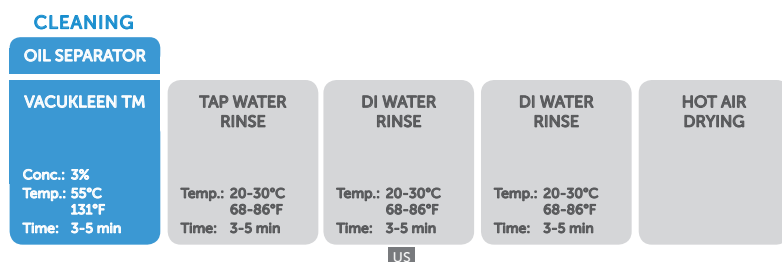 CLEANING
OIL SEPARATOR
VACUKLEEN TM
Conc.: 3%
Temp.: 55°C
131°F
Time: 3-5 min
TAP WATER
RINSE
Temp.: 20-30°C
68-86°F
Time: 3-5 min
DI WATER
RINSE
Temp.: 20-30°C
68-86°F
Time: 3-5 min
DI WATER
RINSE
Temp.: 20-30°C
68-86°F
Time: 3-5 min
HOT AIR
DRYING
US